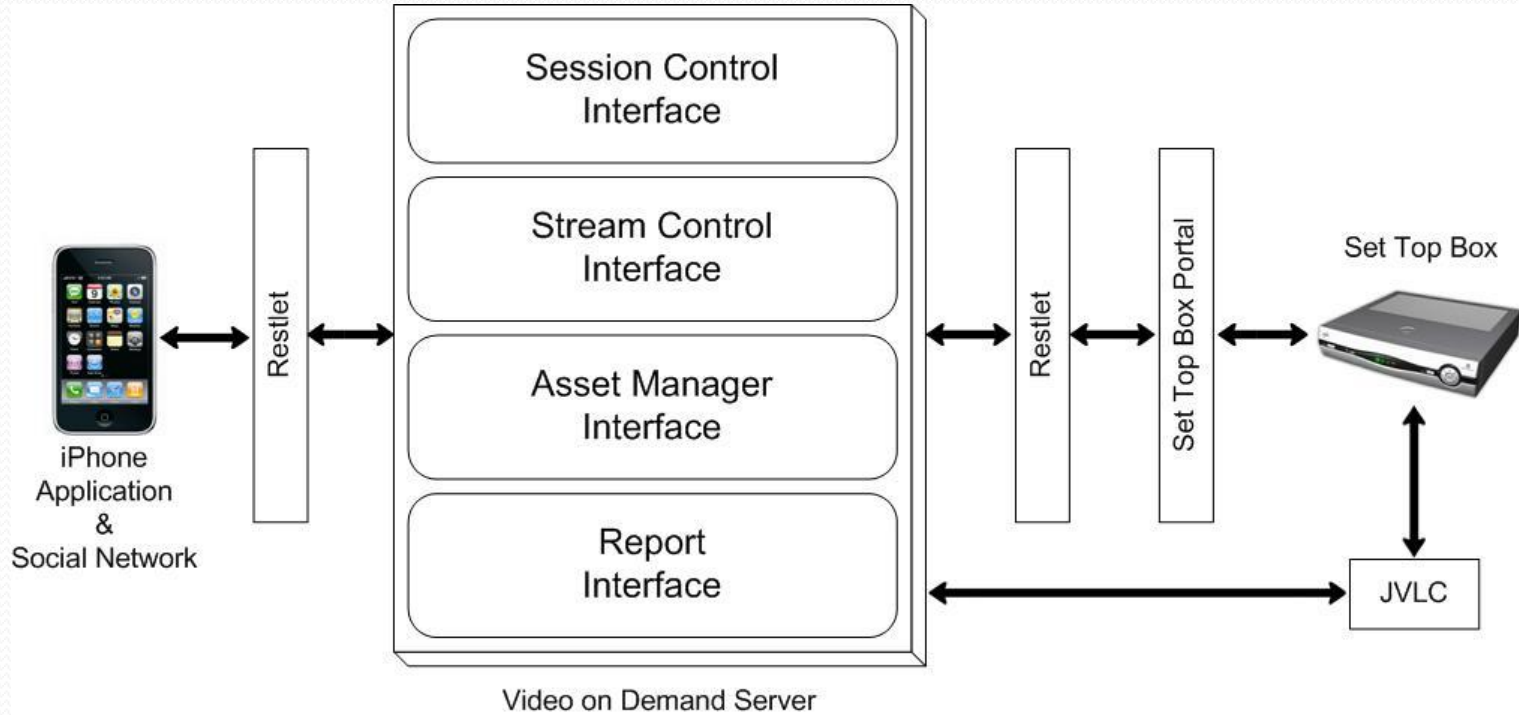 Session Control
Interface
Stream Control
Interface
Asset Manager
Interface
Report
Interface
Restlet
Restlet
Set Top Box Portal
Set Top Box
iPhone
Application
&
Social Network
JVLC
Video on Demand Server